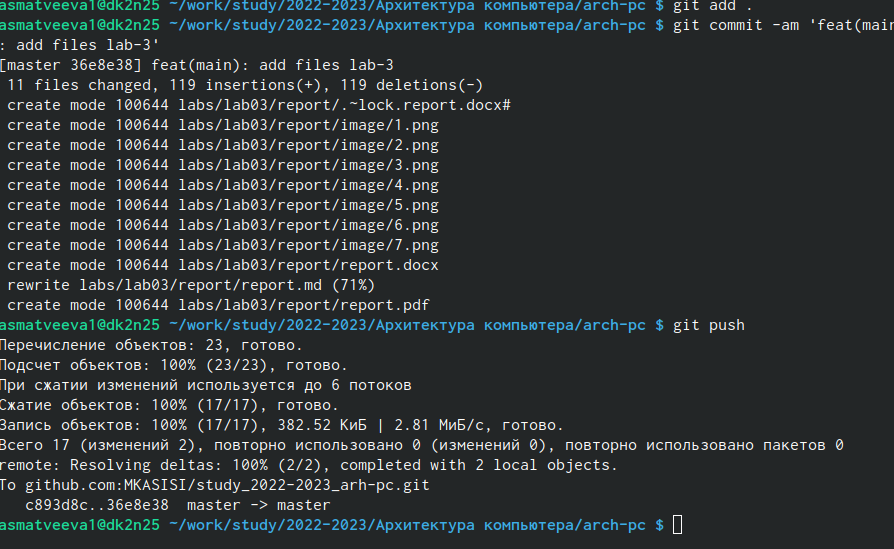 asmatveeva1@dk2n25 ~/work/study/2022-2023/Архитектура компьютера/arch-pc $ git add .
asmatveeva1@dk2n25 ~/work/study/2022-2023/Архитектура компьютера/arch-pc $ git commit -am 'feat(main
: add files lab-3'
[master 36e8e38] feat(main): add files lab-3
 11 files changed, 119 insertions(+), 119 deletions(-)
 create mode 100644 labs/lab03/report/.~lock.report.docx#
 create mode 100644 labs/lab03/report/image/1.png
 create mode 100644 labs/lab03/report/image/2.png
 create mode 100644 labs/lab03/report/image/3.png
 create mode 100644 labs/lab03/report/image/4.png
 create mode 100644 labs/lab03/report/image/5.png
 create mode 100644 labs/lab03/report/image/6.png
 create mode 100644 labs/lab03/report/image/7.png
 create mode 100644 labs/lab03/report/report.docx
 rewrite labs/lab03/report/report.md (71%)
 create mode 100644 labs/lab03/report/report.pdf
asmatveeva1@dk2n25 ~/work/study/2022-2023/Архитектура компьютера/arch-pc $ git push
Перечисление объектов: 23, готово.
Подсчет объектов: 100% (23/23), готово.
При сжатии изменений используется до 6 потоков
Сжатие объектов: 100% (17/17), готово.
Запись объектов: 100% (17/17), 382.52 КиБ | 2.81 МиБ/с, готово.
Всего 17 (изменений 2), повторно использовано 0 (изменений 0), повторно использовано пакетов 0
remote: Resolving deltas: 100% (2/2), completed with 2 local objects.
To github.com:MKASISI/study_2022-2023_arh-pc.git
   c893d8c..36e8e38  master -> master
asmatveeva1@dk2n25 ~/work/study/2022-2023/Архитектура компьютера/arch-pc $